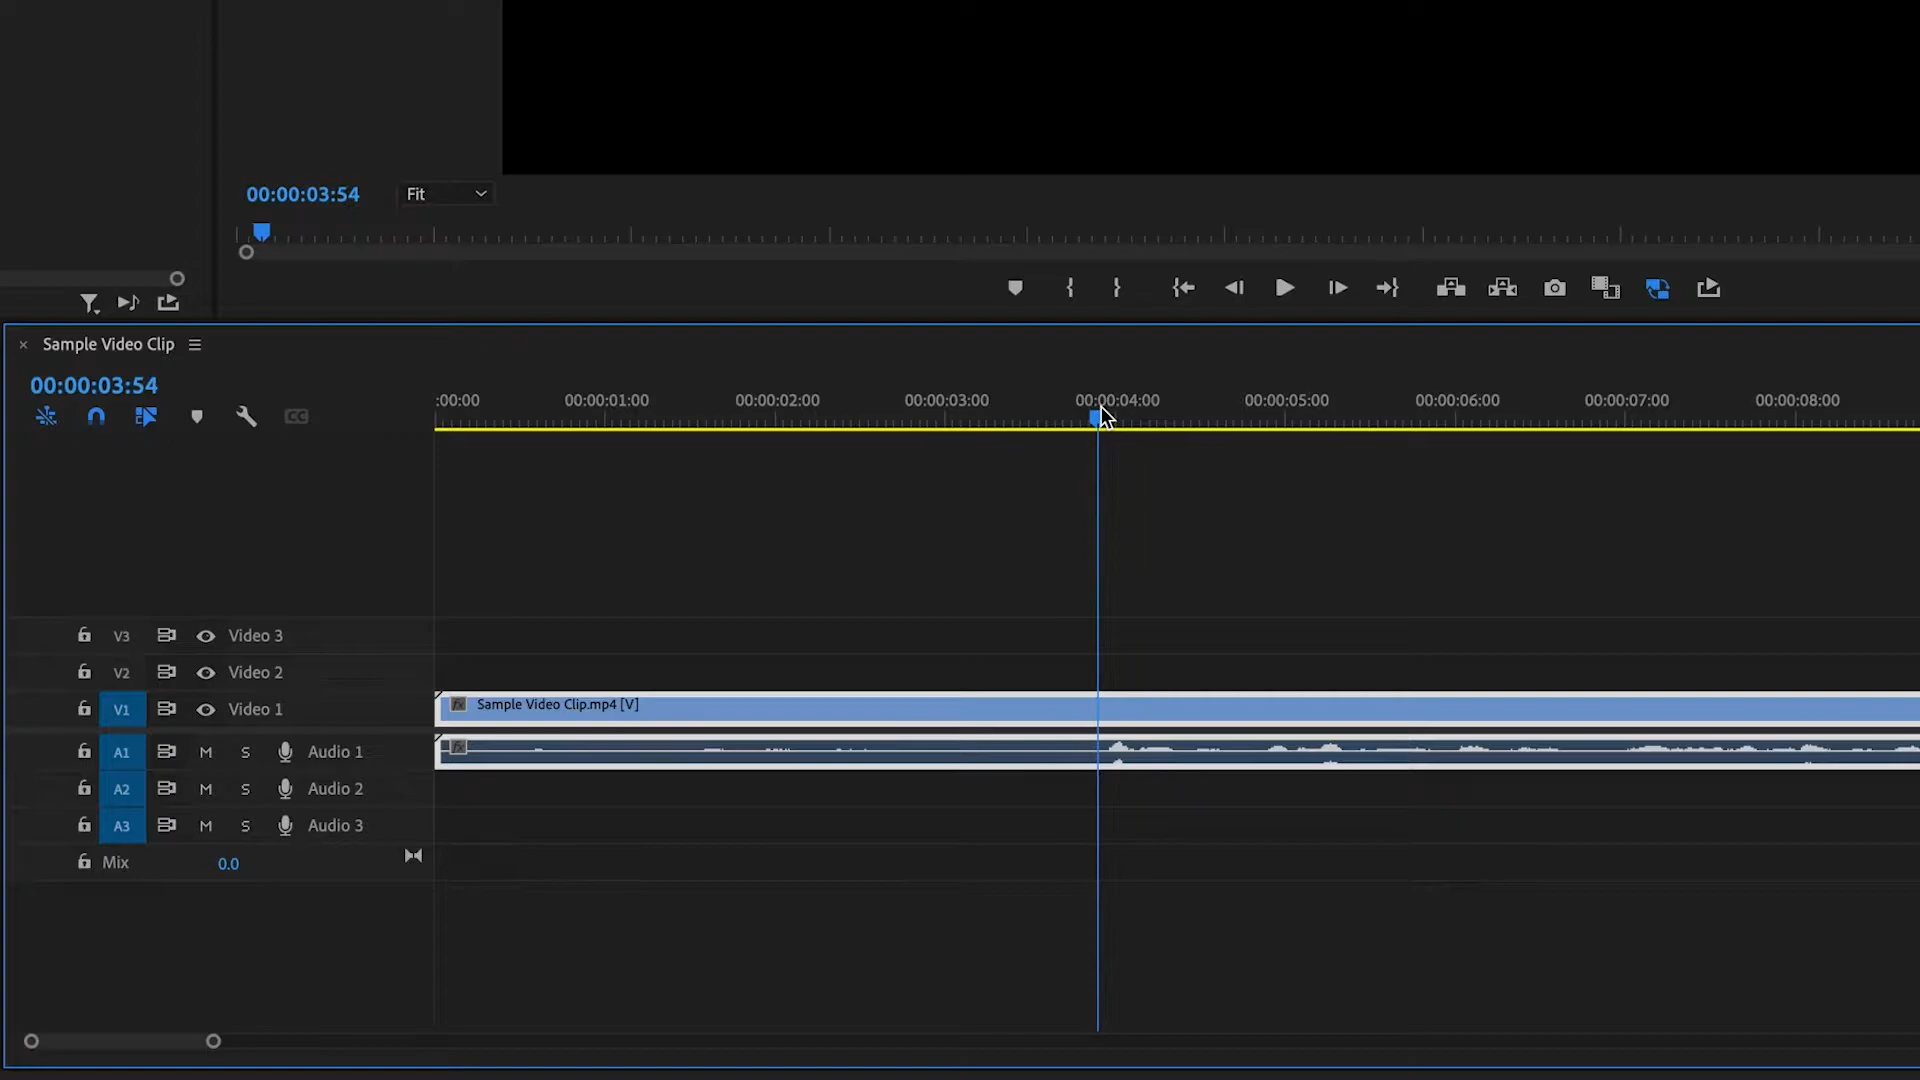 00:00:03:54 Fit
Sample Video Clip
00:00:03:54
:00:00 00:00:01:00 00:00:02:00 00:00:03:00 00:00:04:00 00:00:05:00 00:00:06:00 00:00:07:00 00:00:08:00
CC
V3 Video 3
V2 Video 2
V1 Video 1 fx Sample Video Clip.mp4 [V]
A1 M S Audio 1 fx
A2 M S Audio 2
A3 M S Audio 3
Mix 0.0